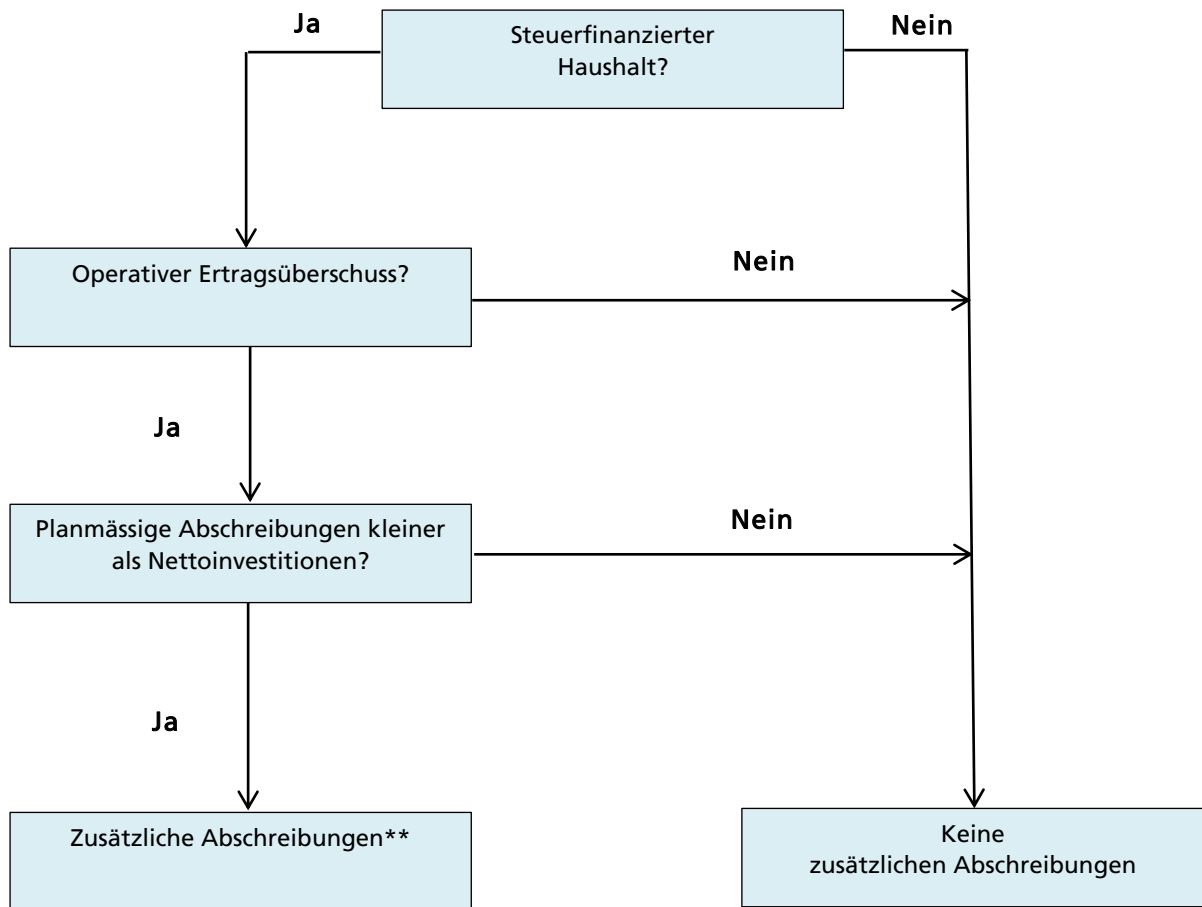 Ja
Steuerfinanzierter
Haushalt?
Nein
Operativer Ertragsüberschuss?
Nein
Ja
Planmässige Abschreibungen kleiner
als Nettoinvestitionen?
Nein
Ja
Zusätzliche Abschreibungen**
Keine
zusätzlichen Abschreibungen